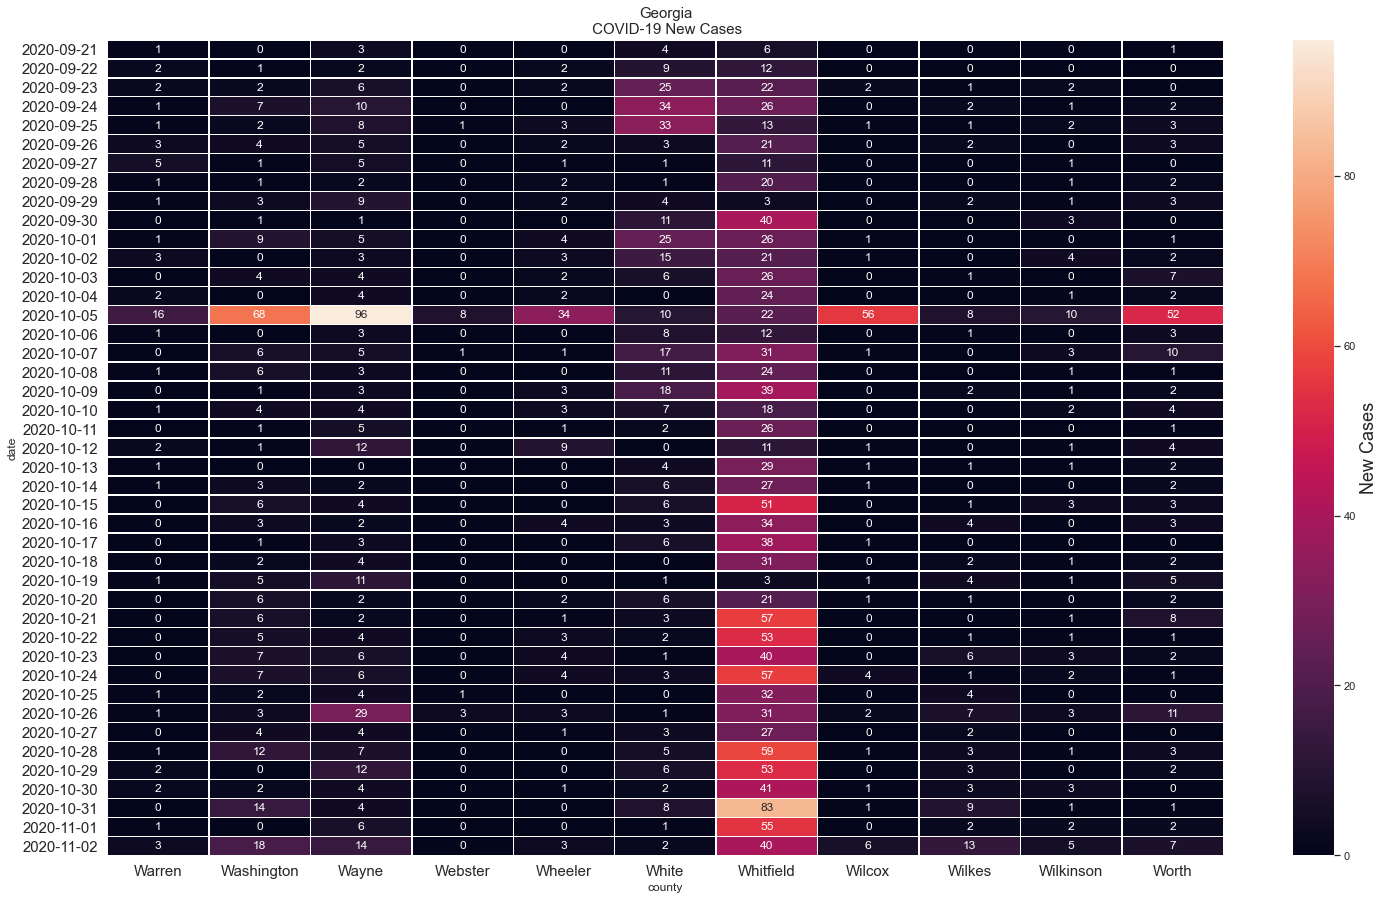 Georgia
COVID-19 New Cases
2020-09-21 1 0 3 0 0 4 6 0 0 0 1
2020-09-22 2 1 2 0 2 9 12 0 0 0 0
2020-09-23 2 2 6 0 2 25 22 2 1 2 0
2020-09-24 1 7 10 0 0 34 26 0 2 1 2
2020-09-25 1 2 8 1 3 33 13 1 1 2 3
2020-09-26 3 4 5 0 2 3 21 0 2 0 3
2020-09-27 5 1 5 0 1 1 11 0 0 1 0
2020-09-28 1 1 2 0 2 1 20 0 0 1 2
2020-09-29 1 3 9 0 2 4 3 0 2 1 3
2020-09-30 0 1 1 0 0 11 40 0 0 3 0
2020-10-01 1 9 5 0 4 25 26 1 0 0 1
2020-10-02 3 0 3 0 3 15 21 1 0 4 2
2020-10-03 0 4 4 0 2 6 26 0 1 0 7
2020-10-04 2 0 4 0 2 0 24 0 0 1 2
2020-10-05 16 68 96 8 34 10 22 56 8 10 52
2020-10-06 1 0 3 0 0 8 12 0 1 0 3
2020-10-07 0 6 5 1 1 17 31 1 0 3 10
2020-10-08 1 6 3 0 0 11 24 0 0 1 1
2020-10-09 0 1 3 0 3 18 39 0 2 1 2
2020-10-10 1 4 4 0 3 7 18 0 0 2 4
2020-10-11 0 1 5 0 1 2 26 0 0 0 1
2020-10-12 2 1 12 0 9 0 11 1 0 1 4
2020-10-13 1 0 0 0 0 4 29 1 1 1 2
2020-10-14 1 3 2 0 0 6 27 1 0 0 2
2020-10-15 0 6 4 0 0 6 51 0 1 3 3
2020-10-16 0 3 2 0 4 3 34 0 4 0 3
2020-10-17 0 1 3 0 0 6 38 1 0 0 0
2020-10-18 0 2 4 0 0 0 31 0 2 1 2
2020-10-19 1 5 11 0 0 1 3 1 4 1 5
2020-10-20 0 6 2 0 2 6 21 1 1 0 2
2020-10-21 0 6 2 0 1 3 57 0 0 1 8
2020-10-22 0 5 4 0 3 2 53 0 1 1 1
2020-10-23 0 7 6 0 4 1 40 0 6 3 2
2020-10-24 0 7 6 0 4 3 57 4 1 2 1
2020-10-25 1 2 4 1 0 0 32 0 4 0 0
2020-10-26 1 3 29 3 3 1 31 2 7 3 11
2020-10-27 0 4 4 0 1 3 27 0 2 0 0
2020-10-28 1 12 7 0 0 5 59 1 3 1 3
2020-10-29 2 0 12 0 0 6 53 0 3 0 2
2020-10-30 2 2 4 0 1 2 41 1 3 3 0
2020-10-31 0 14 4 0 0 8 83 1 9 1 1
2020-11-01 1 0 6 0 0 1 55 0 2 2 2
2020-11-02 3 18 14 0 3 2 40 6 13 5 7
Warren Washington Wayne Webster Wheeler White Whitfield Wilcox Wilkes Wilkinson Worth
county
date
80
60
40
20
0
New Cases